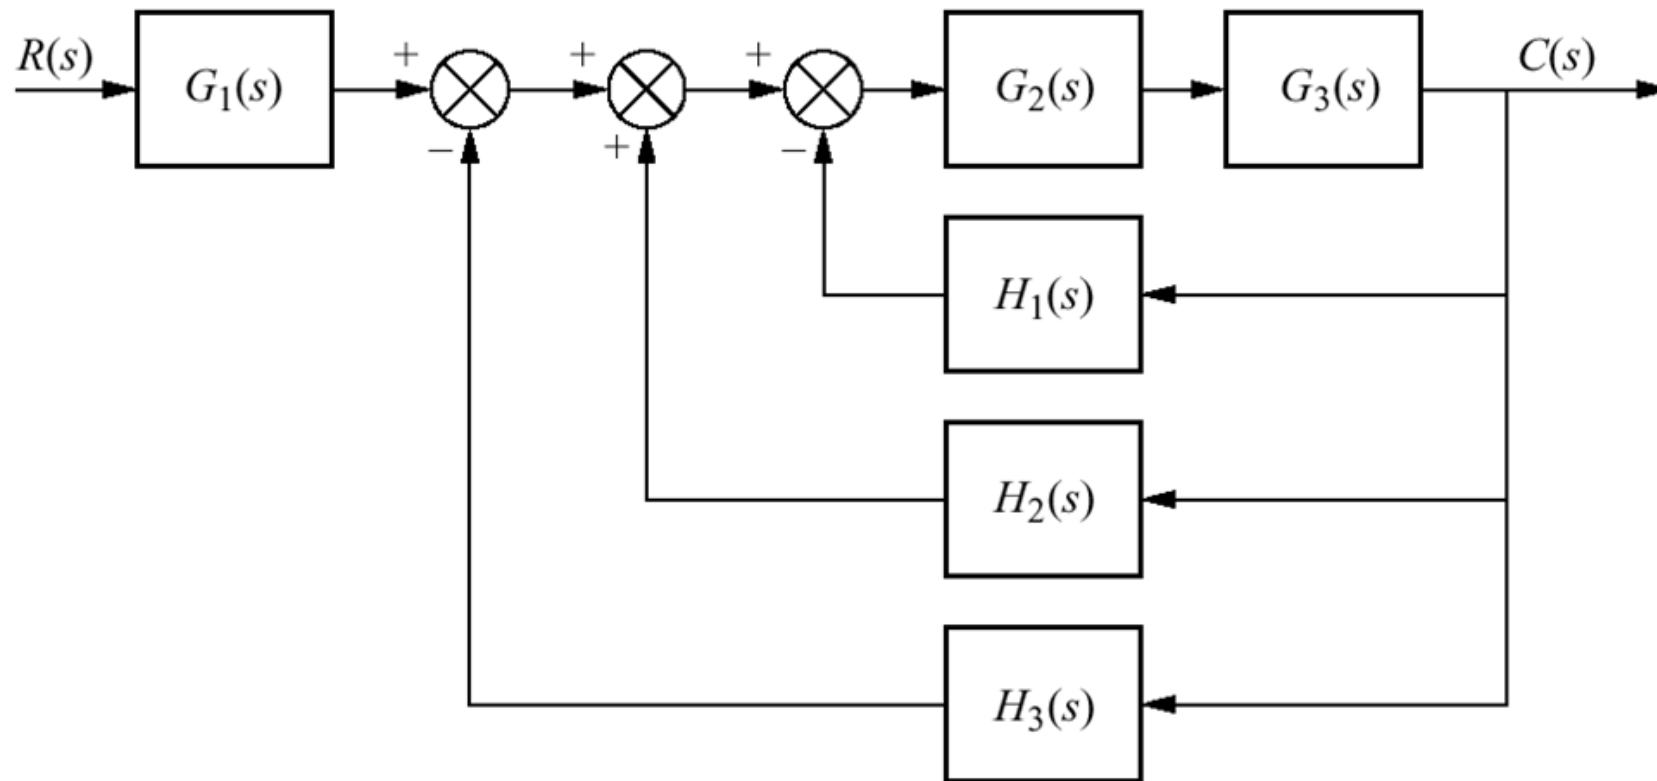 R(s)
G₁(s)
+
+
+
G₂(s)
G₃(s)
C(s)
−
+
−
H₁(s)
H₂(s)
H₃(s)